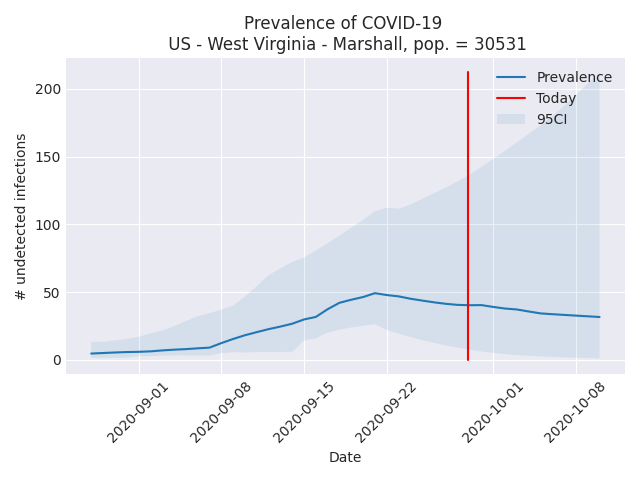 Prevalence of COVID-19
US - West Virginia - Marshall, pop. = 30531
Prevalence
Today
95CI
# undetected infections
200
150
100
50
0
2020-09-01
2020-09-08
2020-09-15
2020-09-22
2020-10-01
2020-10-08
Date